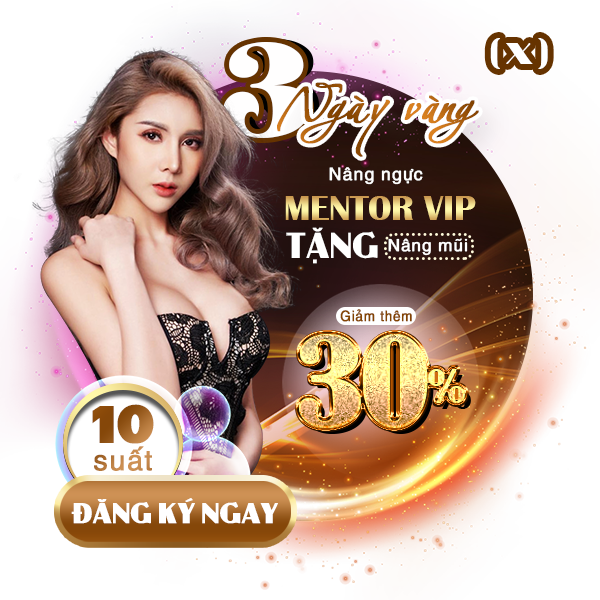 (x)
3 Ngày vàng
Nâng ngực
MENTOR VIP
TẶNG Nâng mũi
Giảm thêm
30%
10
suất
ĐĂNG KÝ NGAY